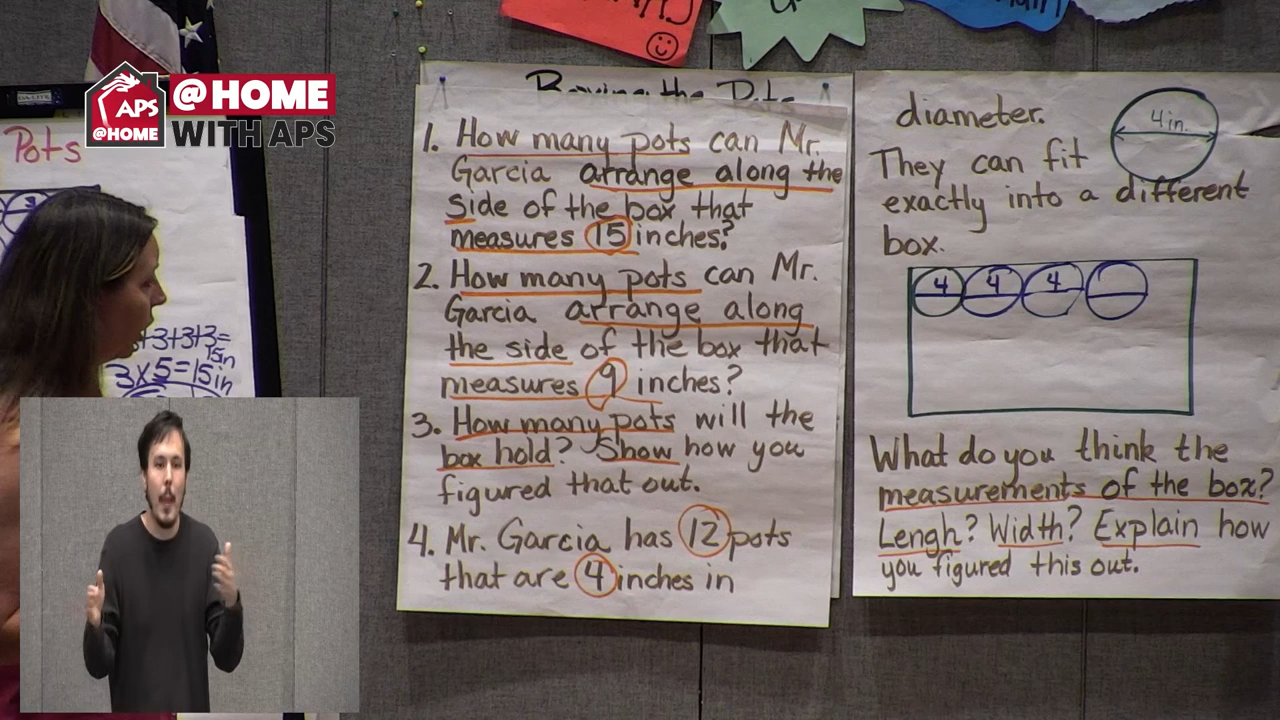 APS
@HOME
@HOME
WITH APS
Pots
3
+3+3+3=
15in
3x5=15in
Boxing the Pots
1. How many pots can Mr.
Garcia arrange along the
side of the box that
measures 15 inches?
2. How many pots can Mr.
Garcia arrange along
the side of the box that
measures 9 inches?
3. How many pots will the
box hold? Show how you
figured that out.
4. Mr. Garcia has 12 pots
that are 4 inches in
diameter.
4in.
They can fit
exactly into a different
box.
4 4 4
What do you think the
measurements of the box?
Lengh? Width? Explain how
you figured this out.